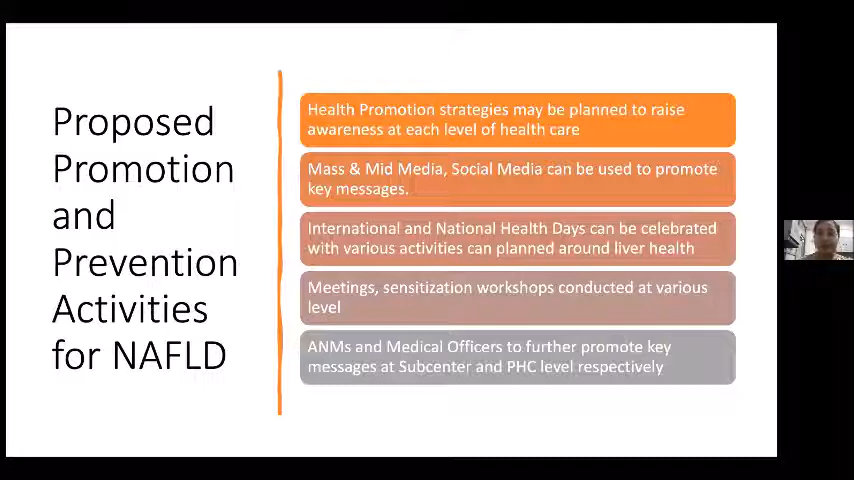 Proposed
Promotion
and
Prevention
Activities
for NAFLD
Health Promotion strategies may be planned to raise
awareness at each level of health care
Mass & Mid Media, Social Media can be used to promote
key messages.
International and National Health Days can be celebrated
with various activities can planned around liver health
Meetings, sensitization workshops conducted at various
level
ANMs and Medical Officers to further promote key
messages at Subcenter and PHC level respectively